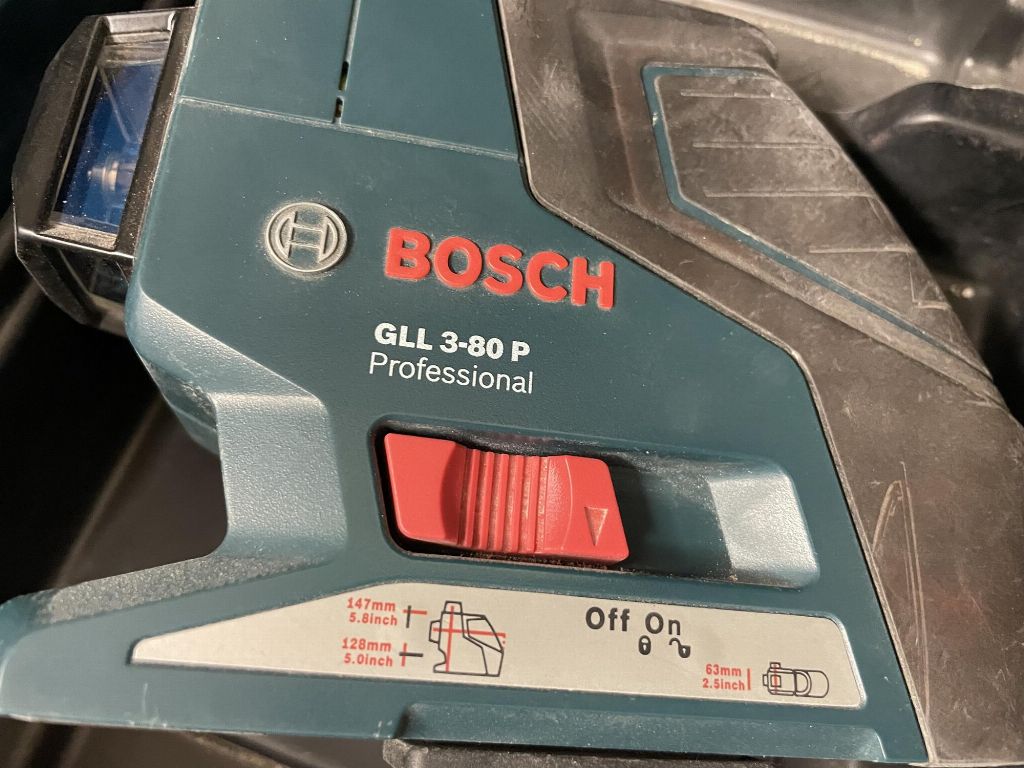 BOSCH
GLL 3-80 P
Professional
147mm
5.8inch
128mm
5.0inch
Off On
63mm
2.5inch